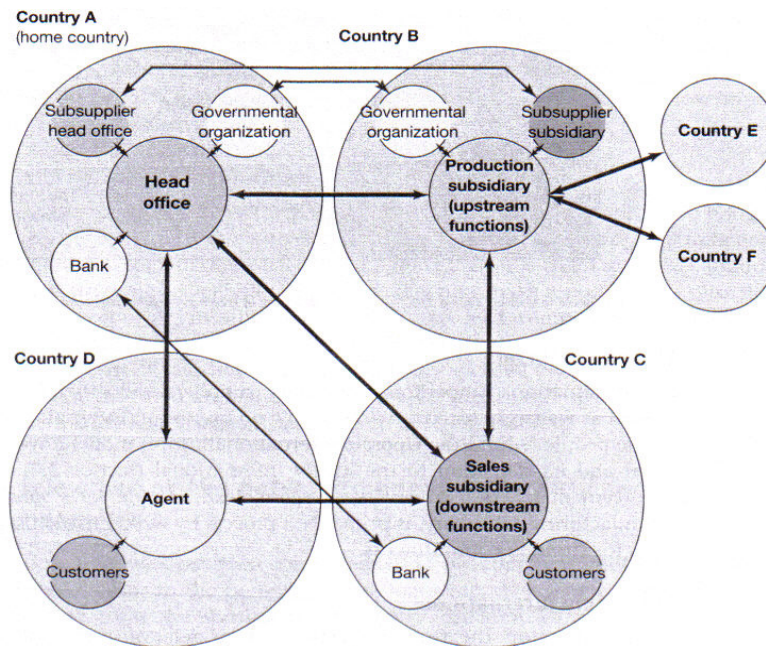 Country A
(home country)
Country B
Subsupplier
head office
Governmental
organization
Governmental
organization
Subsupplier
subsidiary
Country E
Head
office
Production
subsidiary
(upstream
functions)
Bank
Country F
Country D
Country C
Agent
Sales
subsidiary
(downstream
functions)
Customers
Bank
Customers